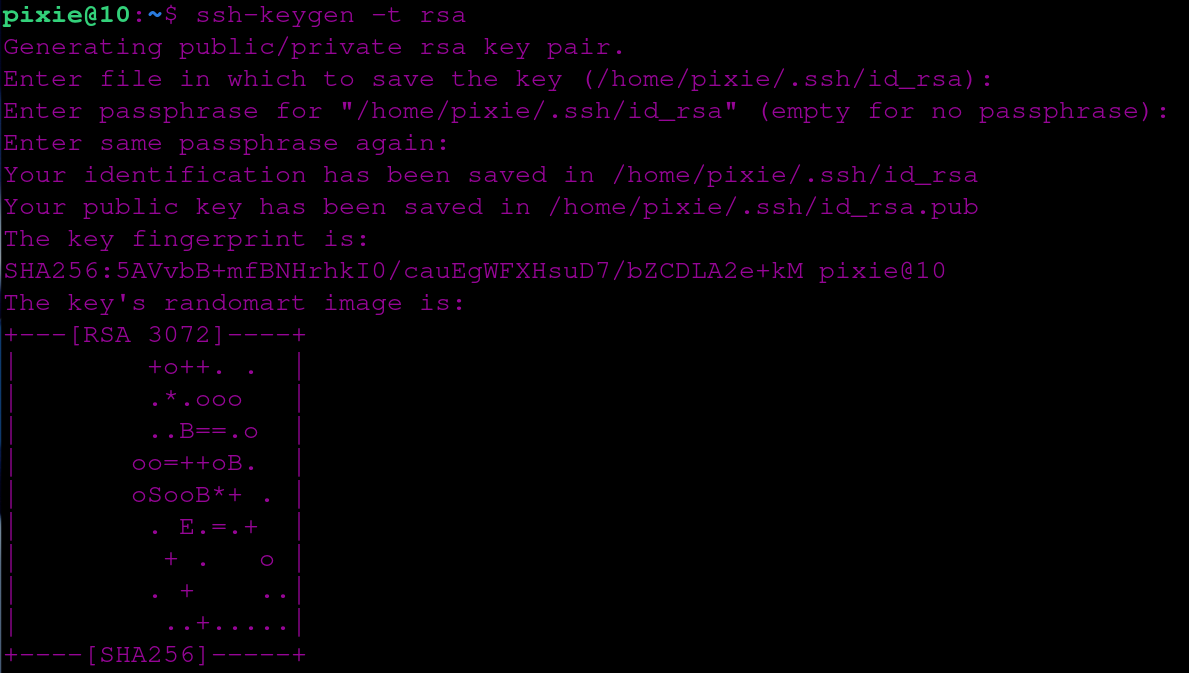 pixie@10:~$ ssh-keygen -t rsa
Generating public/private rsa key pair.
Enter file in which to save the key (/home/pixie/.ssh/id_rsa):
Enter passphrase for "/home/pixie/.ssh/id_rsa" (empty for no passphrase):
Enter same passphrase again:
Your identification has been saved in /home/pixie/.ssh/id_rsa
Your public key has been saved in /home/pixie/.ssh/id_rsa.pub
The key fingerprint is:
SHA256:5AVvbB+mfBNHrhkI0/cauEgWFXHsuD7/bZCDLA2e+kM pixie@10
The key's randomart image is:
+---[RSA 3072]----+
|        +o++. .  |
|        .*.ooo   |
|        ..B==.o  |
|       oo=++oB.  |
|       oSooB*+ . |
|        . E.=.+  |
|         + .   o |
|        . +    ..|
|         ..+.....|
+----[SHA256]-----+